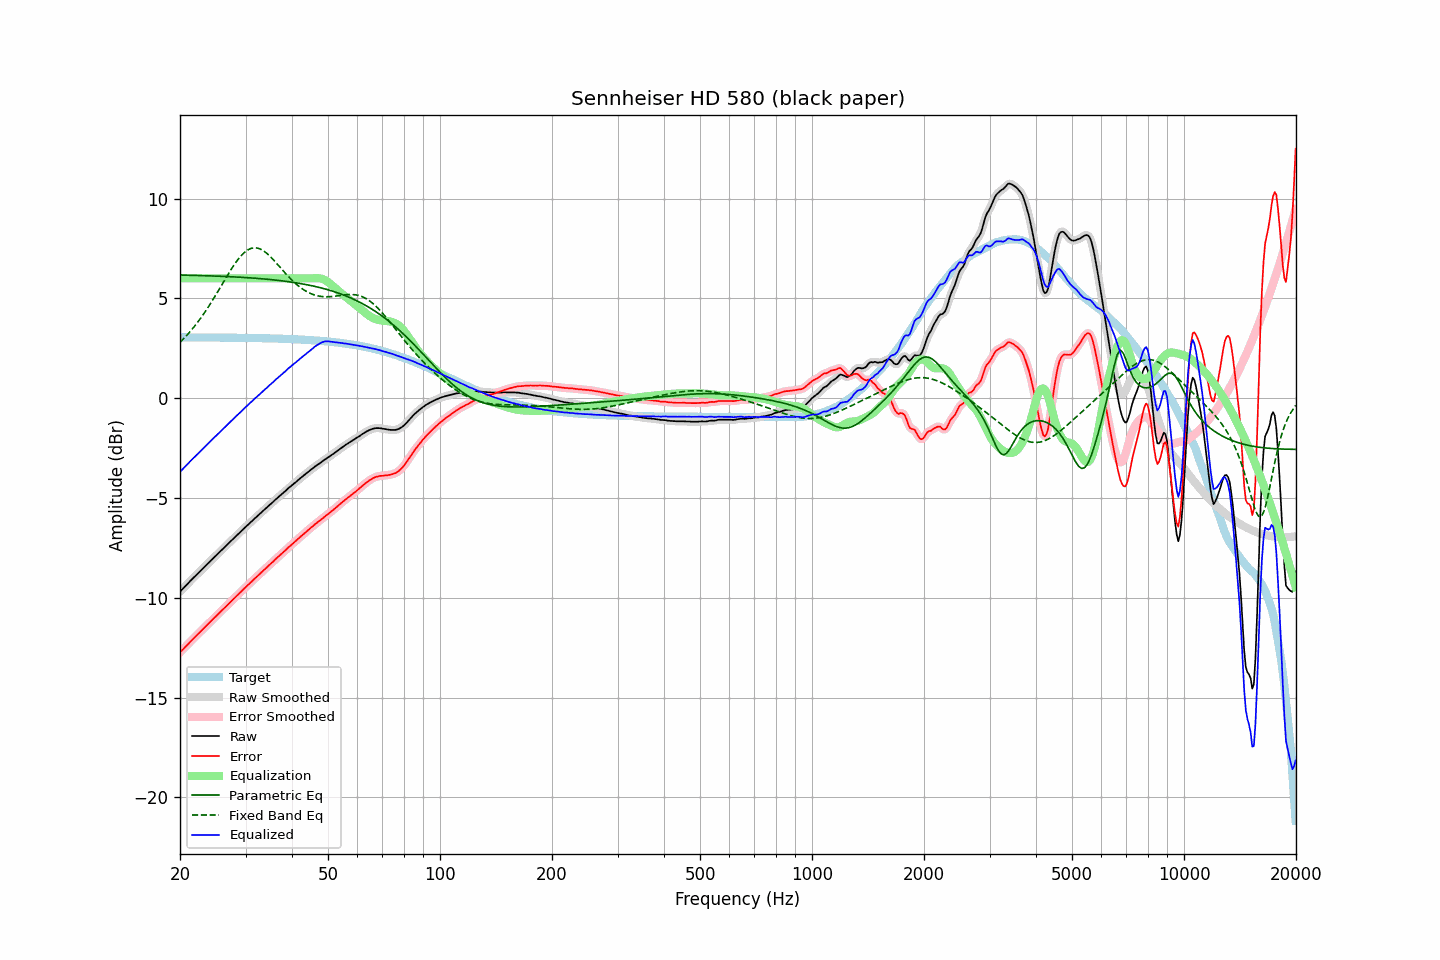 Sennheiser HD 580 (black paper)
Amplitude (dBr)
10
5
0
−5
−10
−15
−20
Target
Raw Smoothed
Error Smoothed
Raw
Error
Equalization
Parametric Eq
Fixed Band Eq
Equalized
20
50
100
200
500
1000
2000
5000
10000
20000
Frequency (Hz)